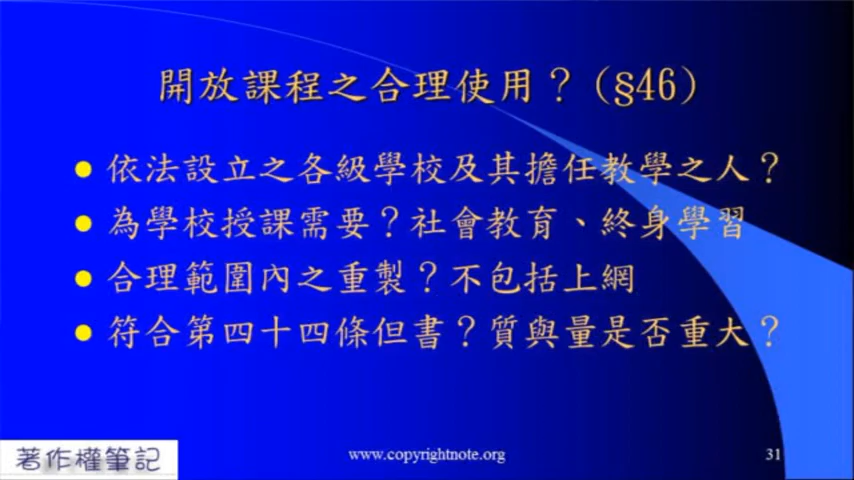 開放課程之合理使用？（§46）
依法設立之各級學校及其擔任教學之人？
為學校授課需要？社會教育、終身學習
合理範圍內之重製？不包括上網
符合第四十四條但書？質與量是否重大？
著作權筆記
www.copyrightnote.org
31